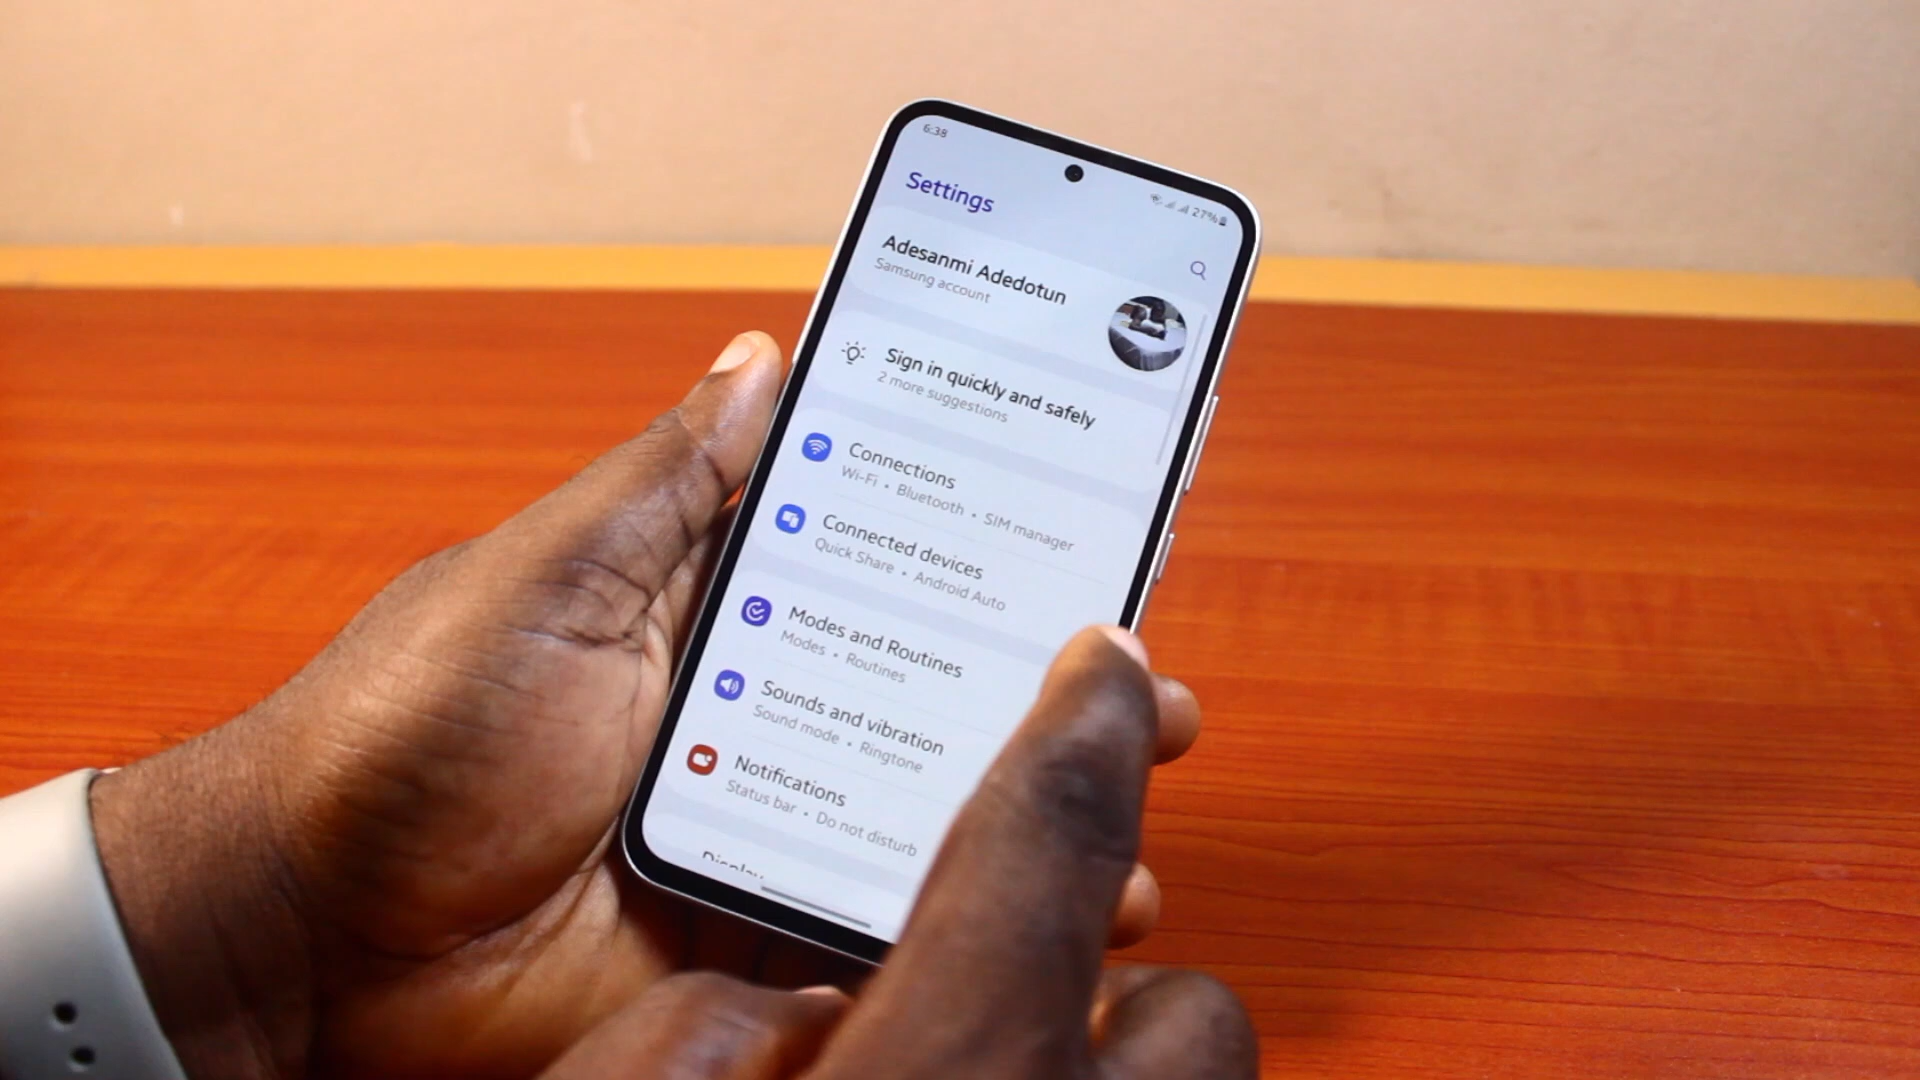 6:38
27%
Settings
Adesanmi Adedotun
Samsung account
Sign in quickly and safely
2 more suggestions
Connections
Wi-Fi • Bluetooth • SIM manager
Connected devices
Quick Share • Android Auto
Modes and Routines
Modes • Routines
Sounds and vibration
Sound mode • Ringtone
Notifications
Status bar • Do not disturb
Display